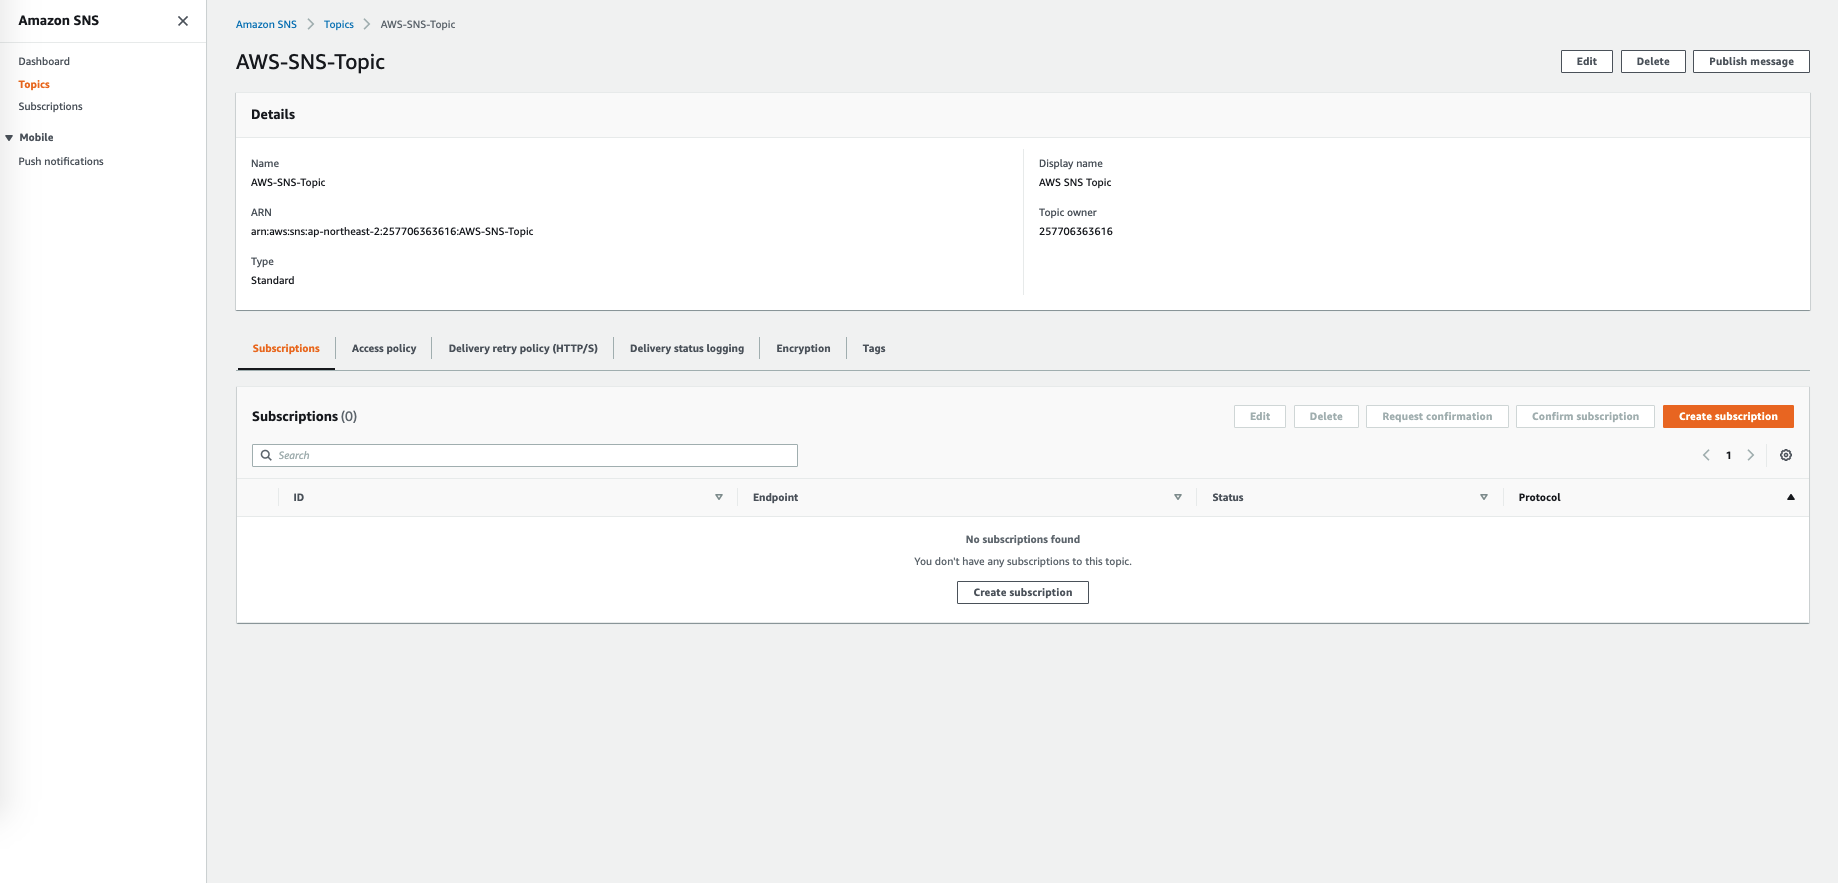 Amazon SNS
Dashboard
Topics
Subscriptions
Mobile
Push notifications
Amazon SNS Topics AWS-SNS-Topic
AWS-SNS-Topic
Edit Delete Publish message
Details
Name
AWS-SNS-Topic
ARN
arn:aws:sns:ap-northeast-2:257706363616:AWS-SNS-Topic
Type
Standard
Display name
AWS SNS Topic
Topic owner
257706363616
Subscriptions Access policy Delivery retry policy (HTTP/S) Delivery status logging Encryption Tags
Subscriptions (0)
Edit Delete Request confirmation Confirm subscription Create subscription
Search
1
ID Endpoint Status Protocol
No subscriptions found
You don't have any subscriptions to this topic.
Create subscription